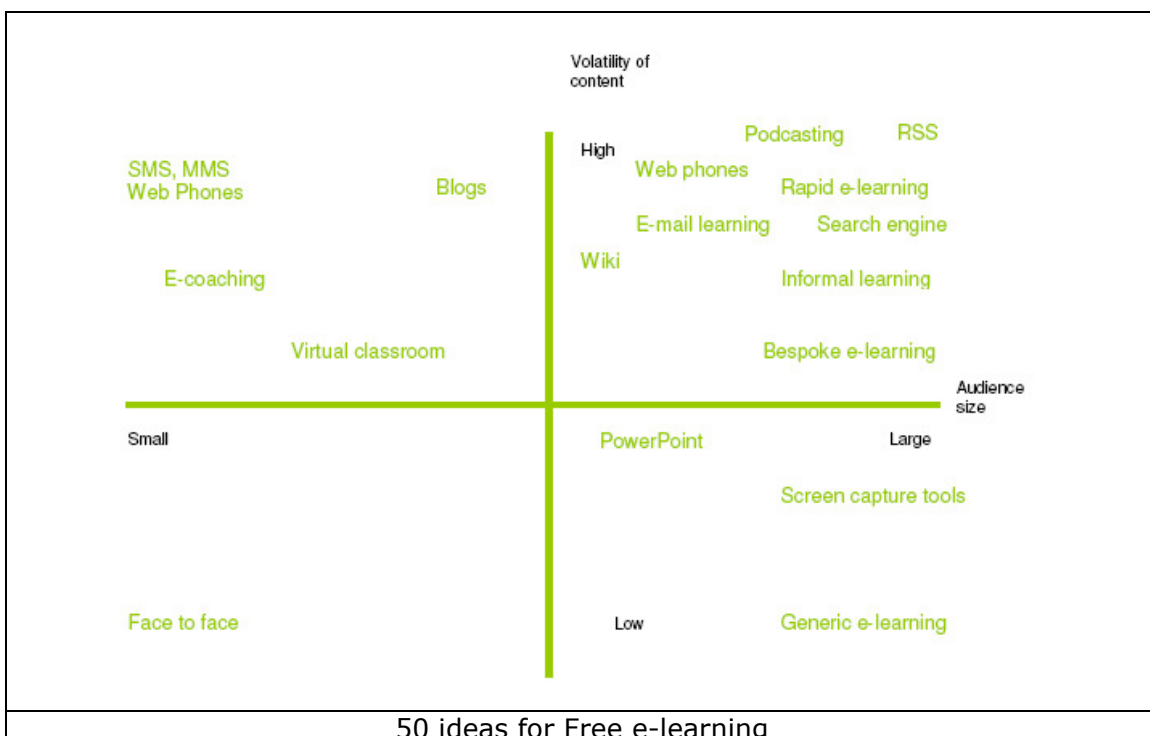 Volatility of
content
High
Podcasting
RSS
SMS, MMS
Web Phones
Blogs
Web phones
Rapid e-learning
E-mail learning
Search engine
Wiki
E-coaching
Informal learning
Virtual classroom
Bespoke e-learning
Audience
size
Small
PowerPoint
Large
Screen capture tools
Face to face
Low
Generic e-learning
50 ideas for Free e-learning